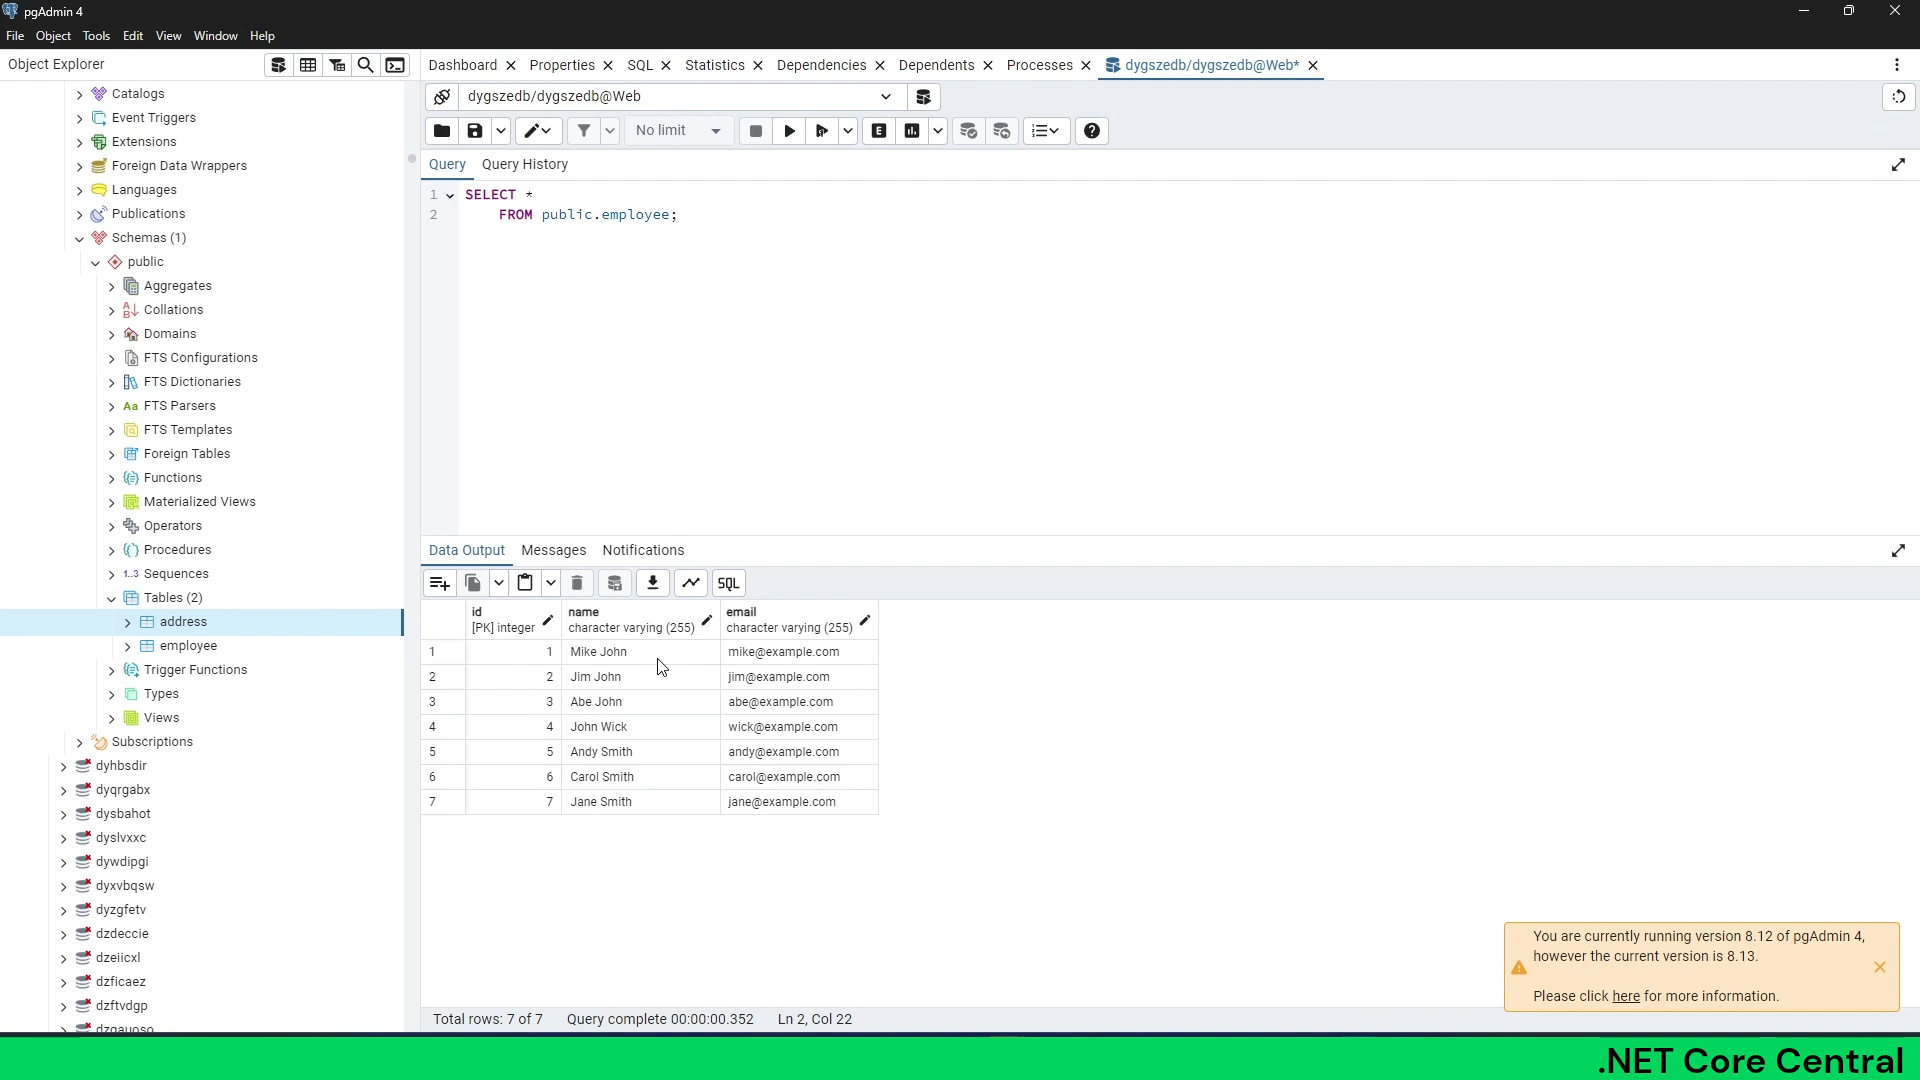 pgAdmin 4
File Object Tools Edit View Window Help
Object Explorer
Dashboard Properties SQL Statistics Dependencies Dependents Processes dygszedb/dygszedb@Web*
dygszedb/dygszedb@Web
No limit
Query Query History
1 SELECT *
2 FROM public.employee;
Catalogs
Event Triggers
Extensions
Foreign Data Wrappers
Languages
Publications
Schemas (1)
public
Aggregates
Collations
Domains
FTS Configurations
FTS Dictionaries
Aa FTS Parsers
FTS Templates
Foreign Tables
Functions
Materialized Views
Operators
Procedures
1..3 Sequences
Tables (2)
address
employee
Trigger Functions
Types
Views
Subscriptions
dyhbsdir
dyqrgabx
dysbahot
dyslvxxc
dywdipgi
dyxvbqsw
dyzgfetv
dzdeccie
dzeiicxl
dzficaez
dzftvdgp
dzgauoso
Data Output Messages Notifications
SQL
id name email
[PK] integer character varying (255) character varying (255)
1 1 Mike John mike@example.com
2 2 Jim John jim@example.com
3 3 Abe John abe@example.com
4 4 John Wick wick@example.com
5 5 Andy Smith andy@example.com
6 6 Carol Smith carol@example.com
7 7 Jane Smith jane@example.com
You are currently running version 8.12 of pgAdmin 4,
however the current version is 8.13.
Please click here for more information.
Total rows: 7 of 7 Query complete 00:00:00.352 Ln 2, Col 22
.NET Core Central